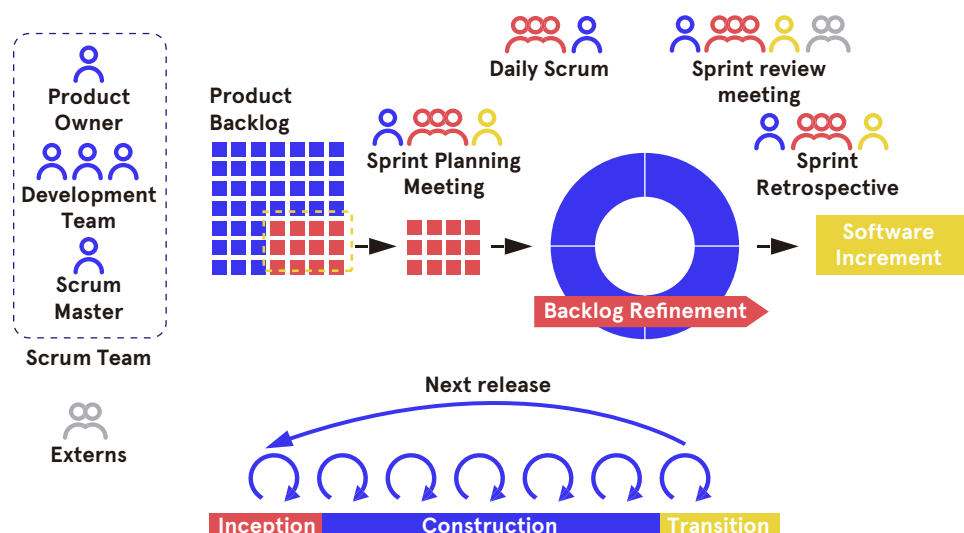 Product
Owner
Development
Team
Scrum
Master
Scrum Team
Externs
Product
Backlog
Sprint Planning
Meeting
Daily Scrum
Sprint review
meeting
Sprint
Retrospective
Backlog Refinement
Software
Increment
Next release
Inception
Construction
Transition